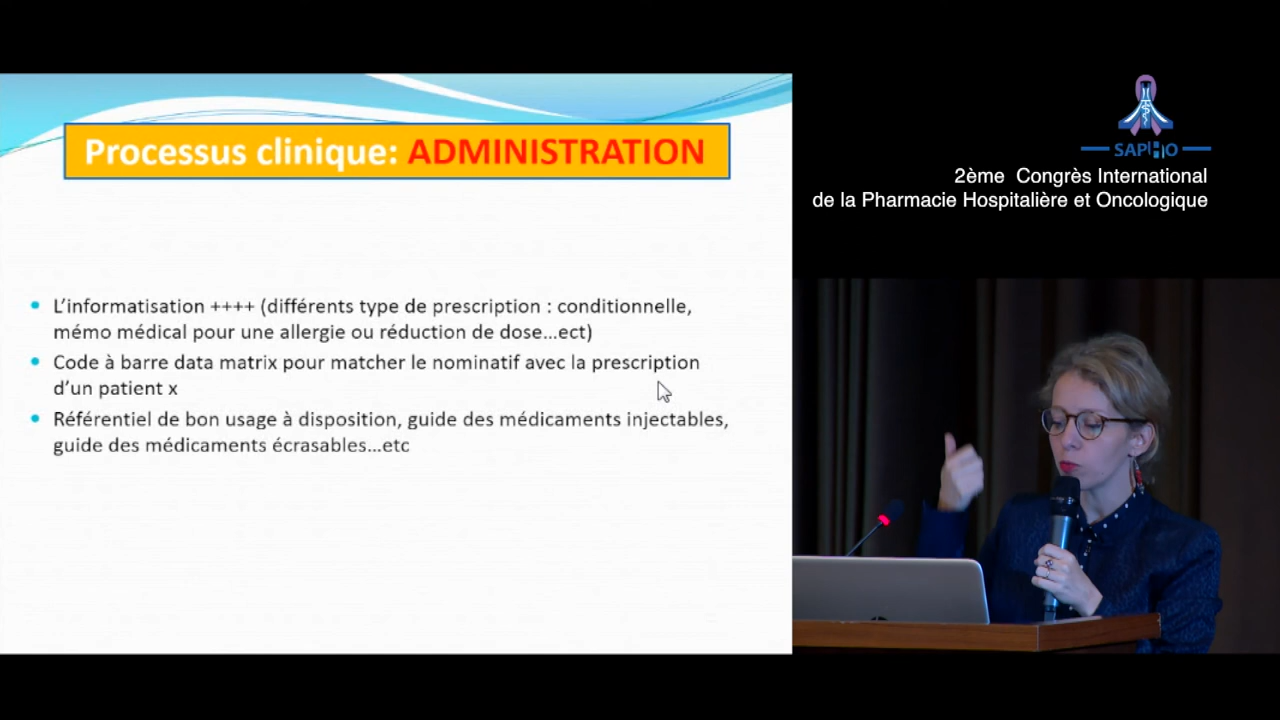 Processus clinique: ADMINISTRATION
L'informatisation ++++ (différents type de prescription : conditionnelle,
mémo médical pour une allergie ou réduction de dose...ect)
Code à barre data matrix pour matcher le nominatif avec la prescription
d'un patient x
Référentiel de bon usage à disposition, guide des médicaments injectables,
guide des médicaments écrasables...etc
SAPHO
2ème Congrès International
de la Pharmacie Hospitalière et Oncologique